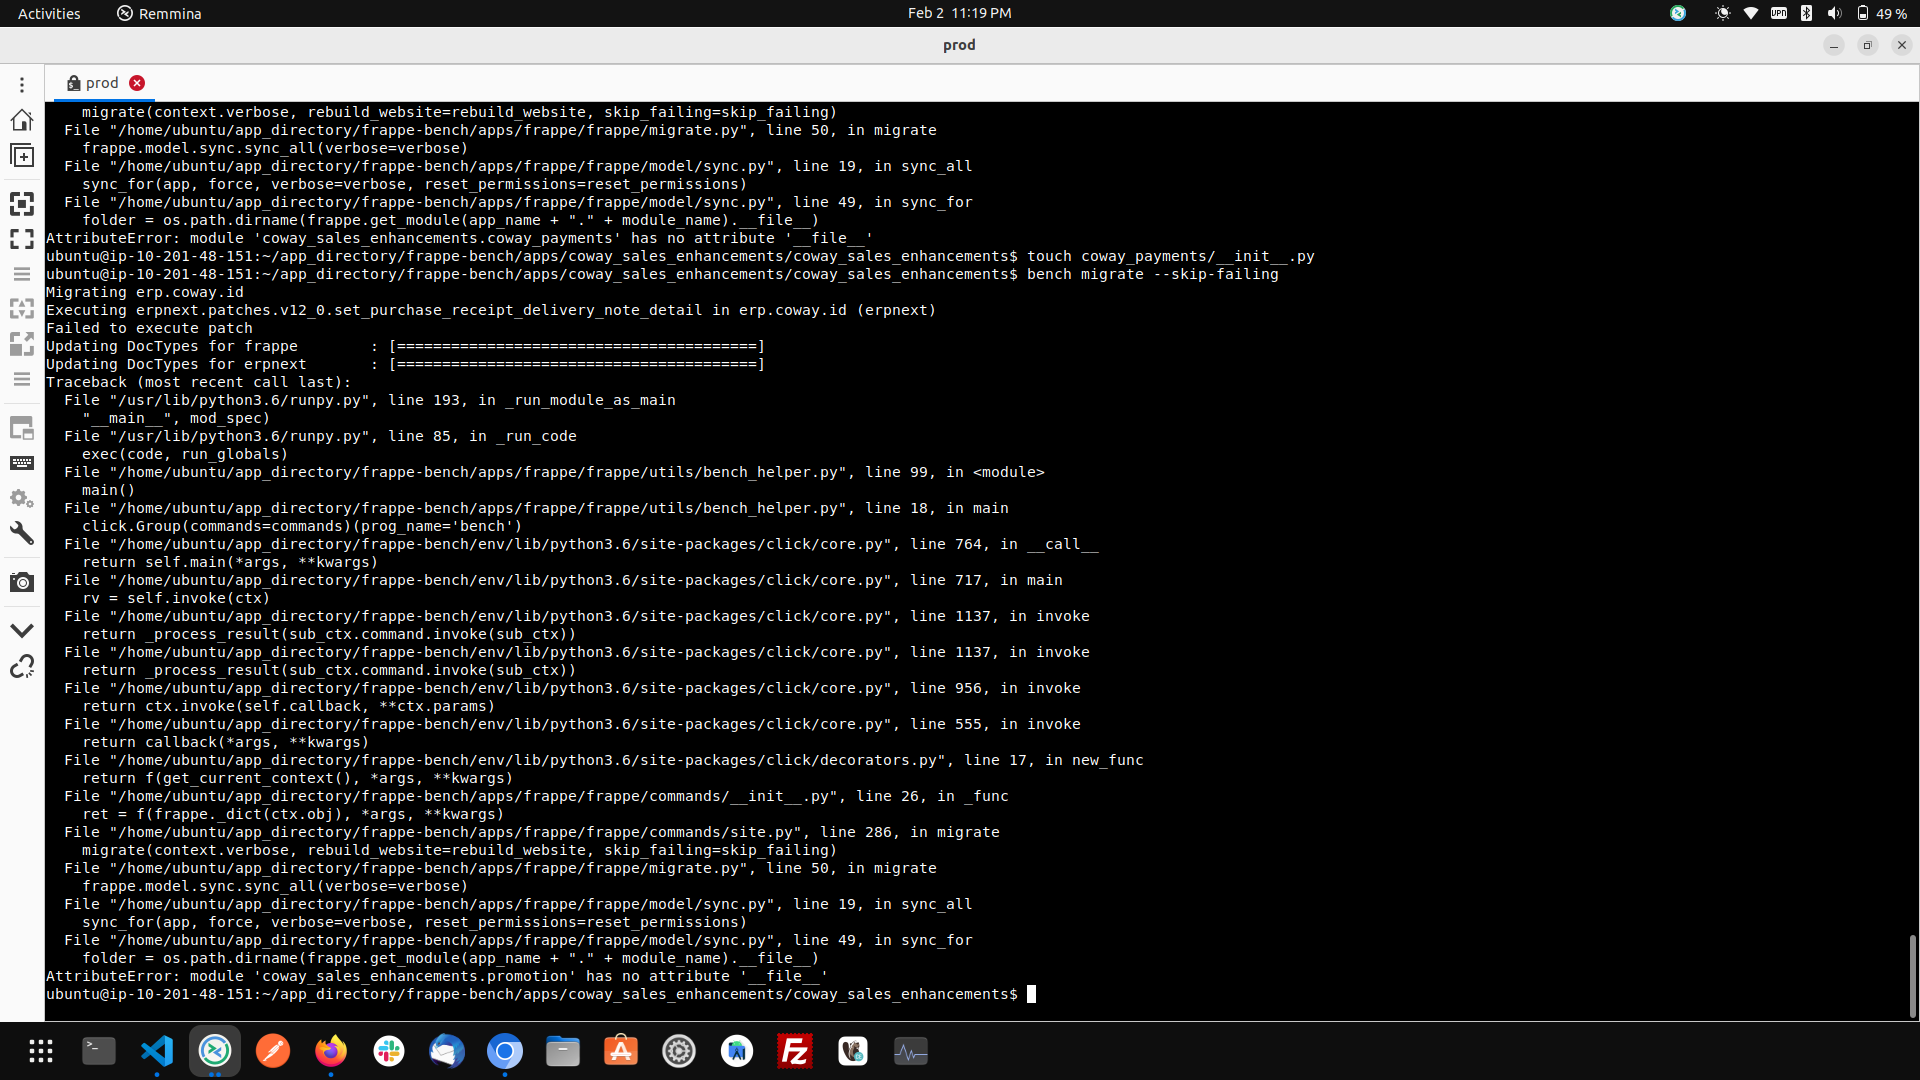 Activities
Remmina
Feb 2 11:19 PM
VPN
49 %
prod
prod
migrate(context.verbose, rebuild_website=rebuild_website, skip_failing=skip_failing)
File "/home/ubuntu/app_directory/frappe-bench/apps/frappe/frappe/migrate.py", line 50, in migrate
frappe.model.sync.sync_all(verbose=verbose)
File "/home/ubuntu/app_directory/frappe-bench/apps/frappe/frappe/model/sync.py", line 19, in sync_all
sync_for(app, force, verbose=verbose, reset_permissions=reset_permissions)
File "/home/ubuntu/app_directory/frappe-bench/apps/frappe/frappe/model/sync.py", line 49, in sync_for
folder = os.path.dirname(frappe.get_module(app_name + "." + module_name).__file__)
AttributeError: module 'coway_sales_enhancements.coway_payments' has no attribute '__file__'
ubuntu@ip-10-201-48-151:~/app_directory/frappe-bench/apps/coway_sales_enhancements/coway_sales_enhancements$ touch coway_payments/__init__.py
ubuntu@ip-10-201-48-151:~/app_directory/frappe-bench/apps/coway_sales_enhancements/coway_sales_enhancements$ bench migrate --skip-failing
Migrating erp.coway.id
Executing erpnext.patches.v12_0.set_purchase_receipt_delivery_note_detail in erp.coway.id (erpnext)
Failed to execute patch
Updating DocTypes for frappe        : [========================================]
Updating DocTypes for erpnext       : [========================================]
Traceback (most recent call last):
File "/usr/lib/python3.6/runpy.py", line 193, in _run_module_as_main
"__main__", mod_spec)
File "/usr/lib/python3.6/runpy.py", line 85, in _run_code
exec(code, run_globals)
File "/home/ubuntu/app_directory/frappe-bench/apps/frappe/frappe/utils/bench_helper.py", line 99, in <module>
main()
File "/home/ubuntu/app_directory/frappe-bench/apps/frappe/frappe/utils/bench_helper.py", line 18, in main
click.Group(commands=commands)(prog_name='bench')
File "/home/ubuntu/app_directory/frappe-bench/env/lib/python3.6/site-packages/click/core.py", line 764, in __call__
return self.main(*args, **kwargs)
File "/home/ubuntu/app_directory/frappe-bench/env/lib/python3.6/site-packages/click/core.py", line 717, in main
rv = self.invoke(ctx)
File "/home/ubuntu/app_directory/frappe-bench/env/lib/python3.6/site-packages/click/core.py", line 1137, in invoke
return _process_result(sub_ctx.command.invoke(sub_ctx))
File "/home/ubuntu/app_directory/frappe-bench/env/lib/python3.6/site-packages/click/core.py", line 1137, in invoke
return _process_result(sub_ctx.command.invoke(sub_ctx))
File "/home/ubuntu/app_directory/frappe-bench/env/lib/python3.6/site-packages/click/core.py", line 956, in invoke
return ctx.invoke(self.callback, **ctx.params)
File "/home/ubuntu/app_directory/frappe-bench/env/lib/python3.6/site-packages/click/core.py", line 555, in invoke
return callback(*args, **kwargs)
File "/home/ubuntu/app_directory/frappe-bench/env/lib/python3.6/site-packages/click/decorators.py", line 17, in new_func
return f(get_current_context(), *args, **kwargs)
File "/home/ubuntu/app_directory/frappe-bench/apps/frappe/frappe/commands/__init__.py", line 26, in _func
ret = f(frappe._dict(ctx.obj), *args, **kwargs)
File "/home/ubuntu/app_directory/frappe-bench/apps/frappe/frappe/commands/site.py", line 286, in migrate
migrate(context.verbose, rebuild_website=rebuild_website, skip_failing=skip_failing)
File "/home/ubuntu/app_directory/frappe-bench/apps/frappe/frappe/migrate.py", line 50, in migrate
frappe.model.sync.sync_all(verbose=verbose)
File "/home/ubuntu/app_directory/frappe-bench/apps/frappe/frappe/model/sync.py", line 19, in sync_all
sync_for(app, force, verbose=verbose, reset_permissions=reset_permissions)
File "/home/ubuntu/app_directory/frappe-bench/apps/frappe/frappe/model/sync.py", line 49, in sync_for
folder = os.path.dirname(frappe.get_module(app_name + "." + module_name).__file__)
AttributeError: module 'coway_sales_enhancements.promotion' has no attribute '__file__'
ubuntu@ip-10-201-48-151:~/app_directory/frappe-bench/apps/coway_sales_enhancements/coway_sales_enhancements$
Fz